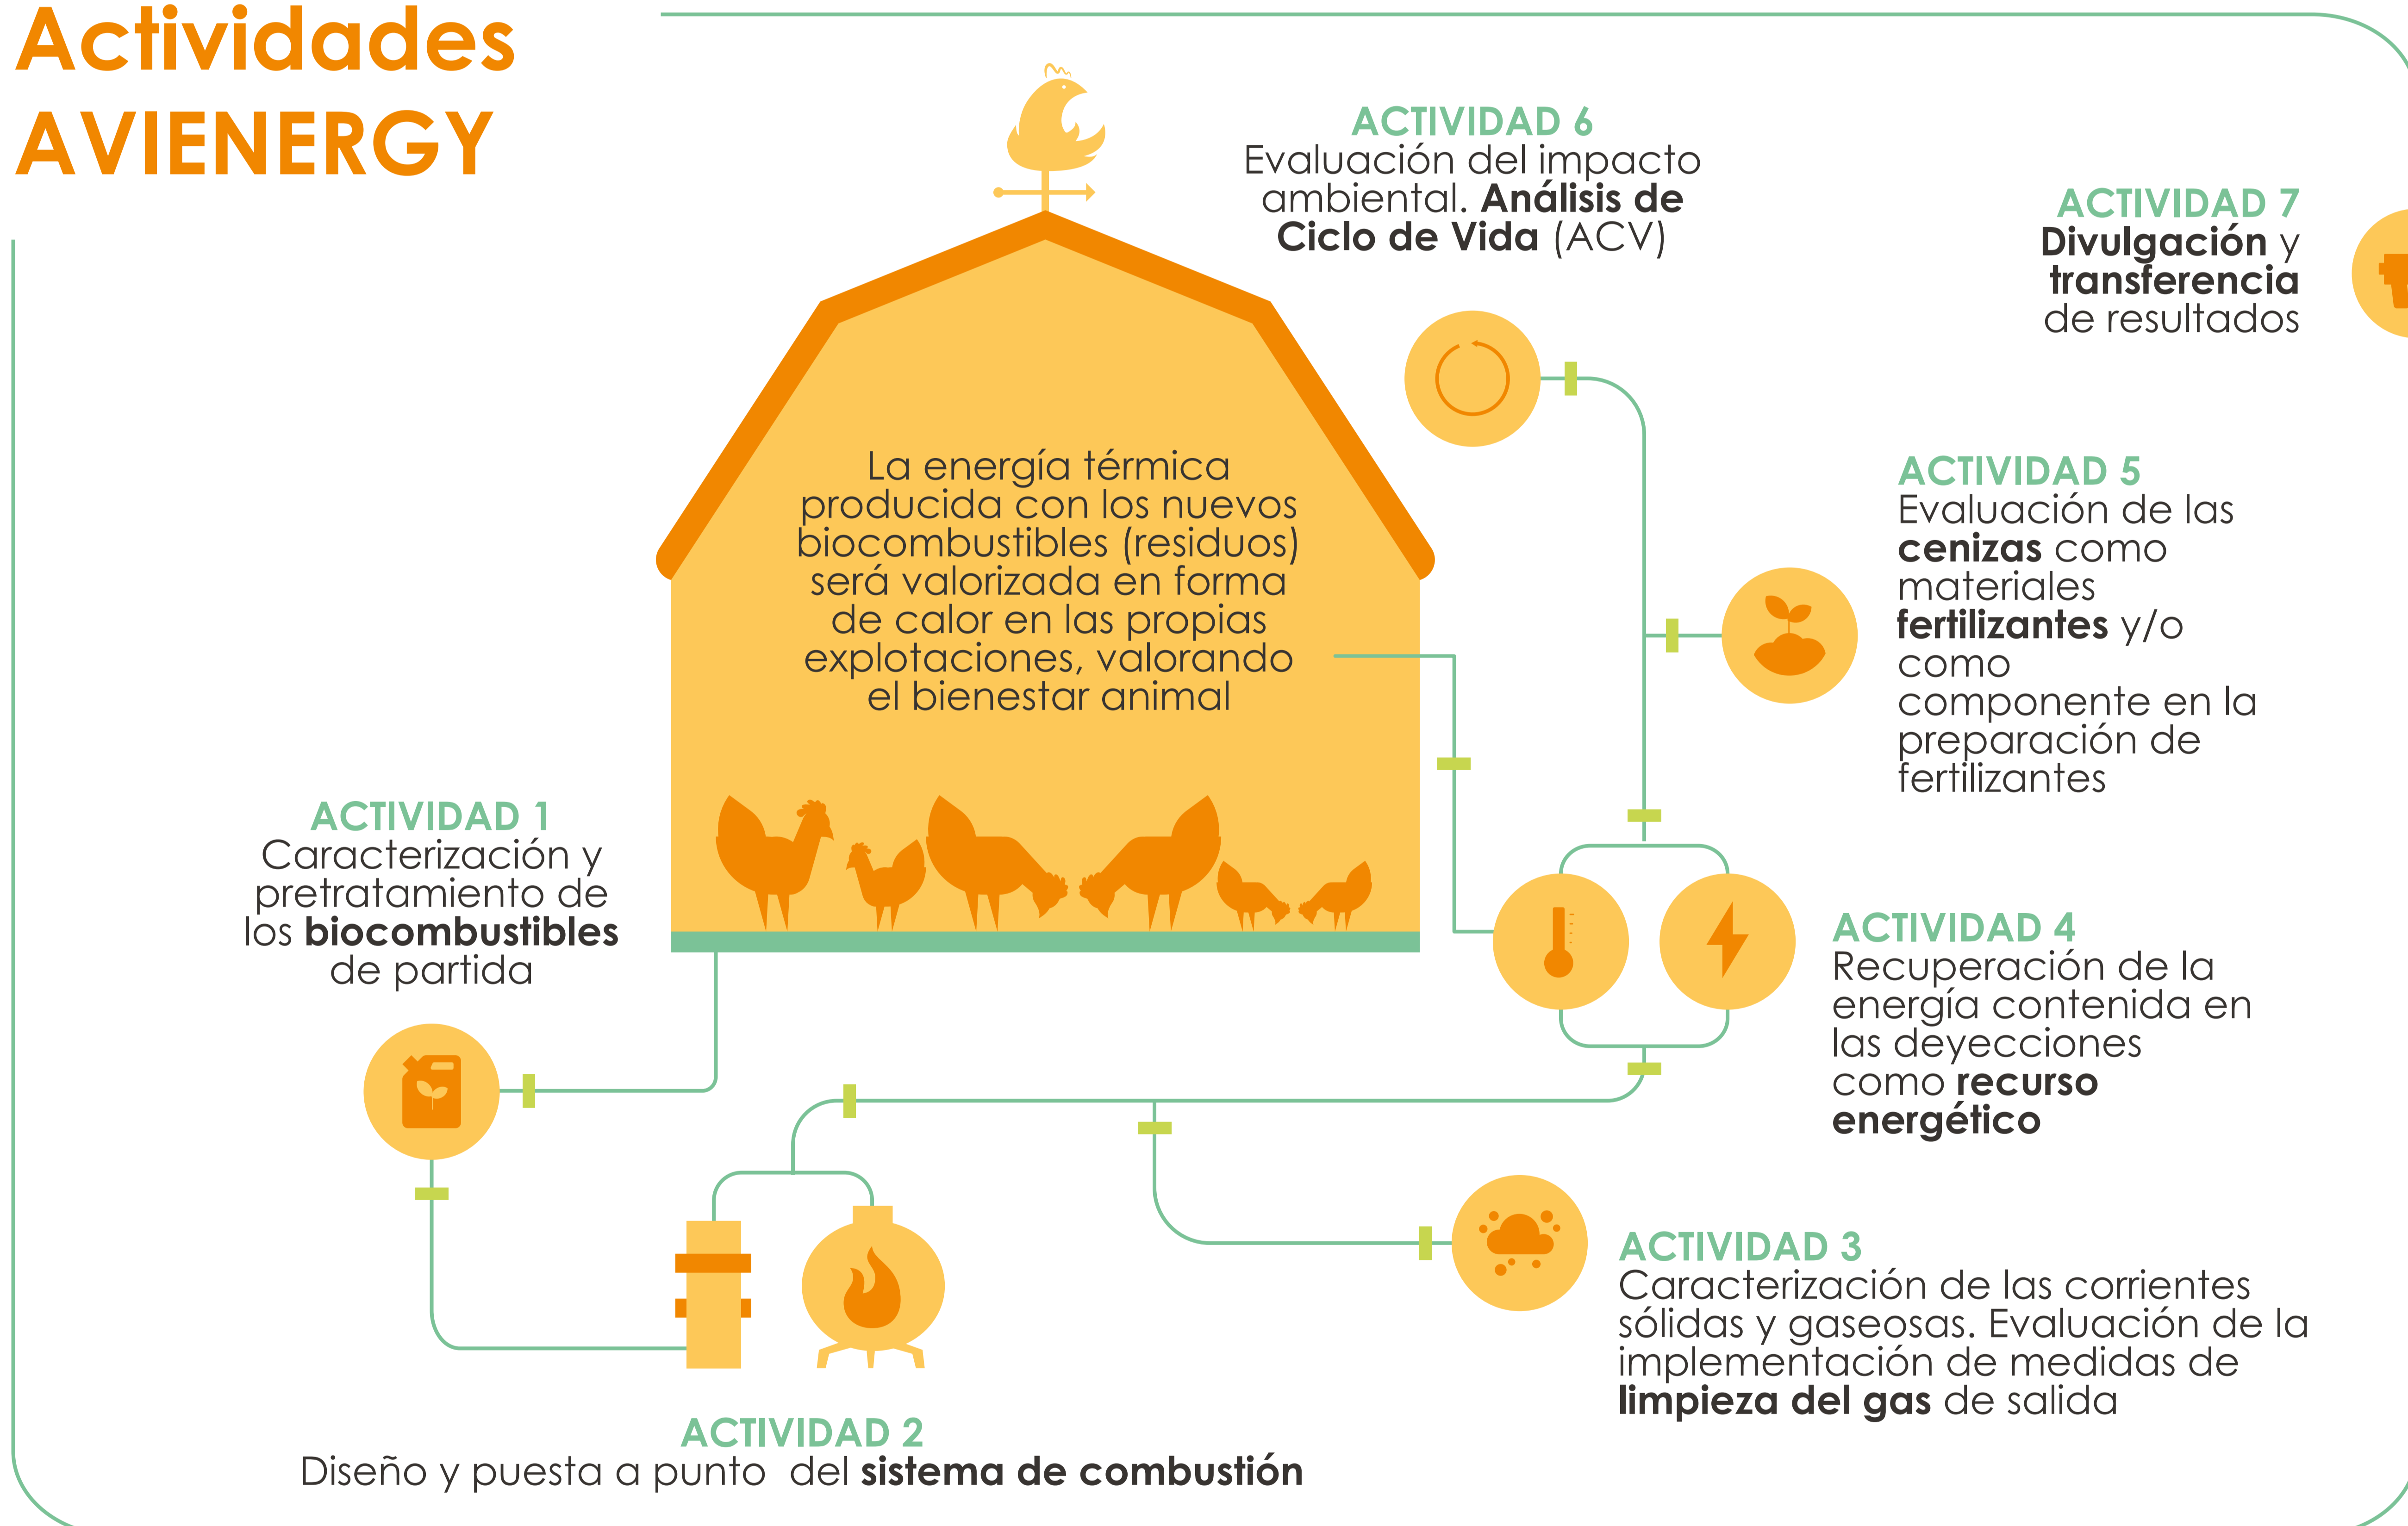 Actividades
AVIENERGY
ACTIVIDAD 6
Evaluación del impacto
ambiental. Análisis de
Ciclo de Vida (ACV)
ACTIVIDAD 7
Divulgación y
transferencia
de resultados
La energía térmica
producida con los nuevos
biocombustibles (residuos)
será valorizada en forma
de calor en las propias
explotaciones, valorando
el bienestar animal
ACTIVIDAD 5
Evaluación de las
cenizas como
materiales
fertilizantes y/o
como
componente en la
preparación de
fertilizantes
ACTIVIDAD 1
Caracterización y
pretratamiento de
los biocombustibles
de partida
ACTIVIDAD 4
Recuperación de la
energía contenida en
las deyecciones
como recurso
energético
ACTIVIDAD 3
Caracterización de las corrientes
sólidas y gaseosas. Evaluación de la
implementación de medidas de
limpieza del gas de salida
ACTIVIDAD 2
Diseño y puesta a punto  del sistema de combustión